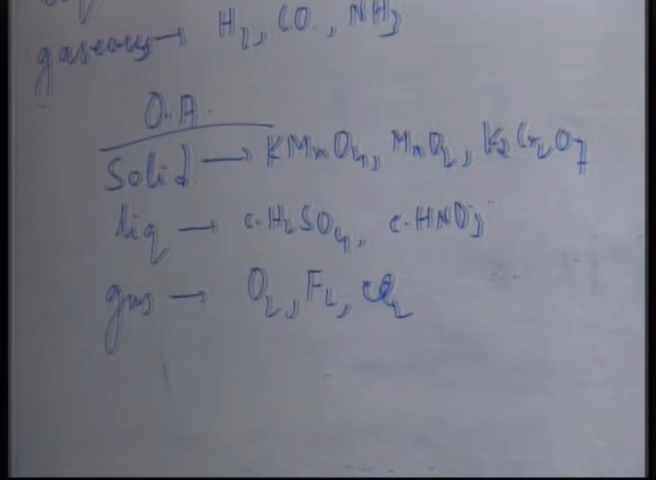 gaseous → H2, CO, NH3
O.A.
Solid → KMnO4, MnO2, K2Cr2O7
liq → c.H2SO4, c.HNO3
gas → O2, F2, Cl2